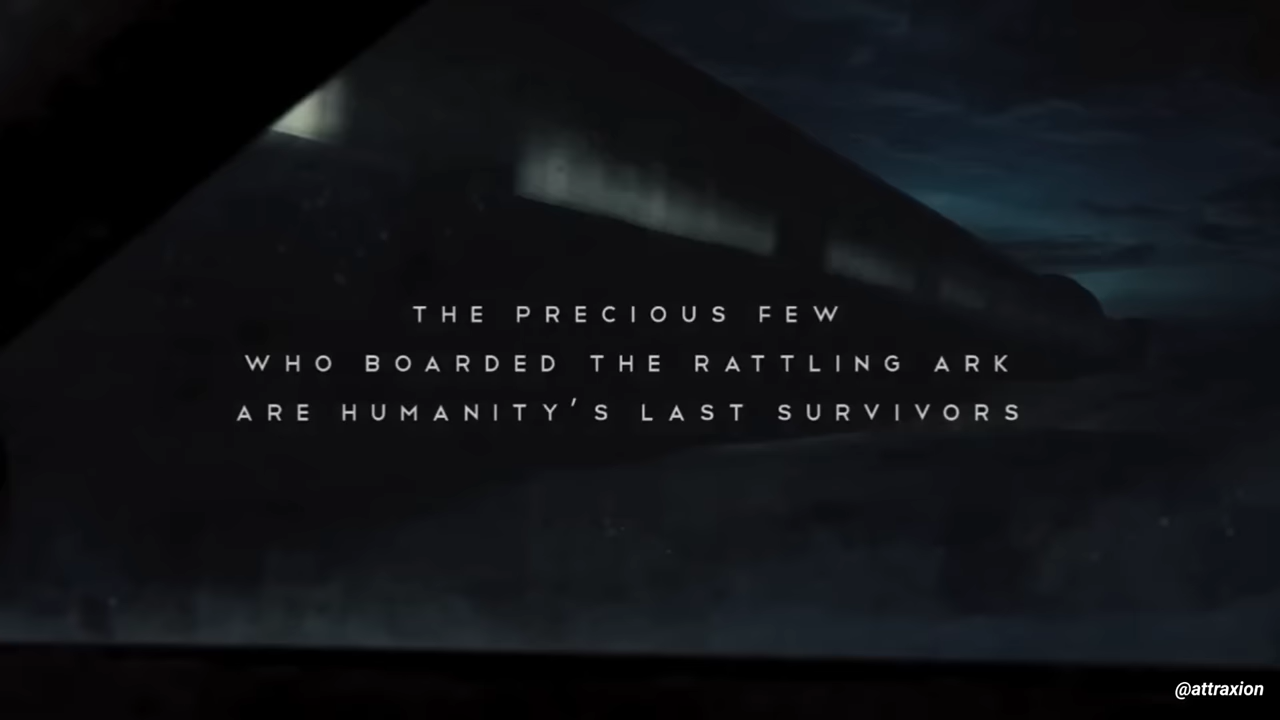 THE PRECIOUS FEW
WHO BOARDED THE RATTLING ARK
ARE HUMANITY'S LAST SURVIVORS
@attraxion